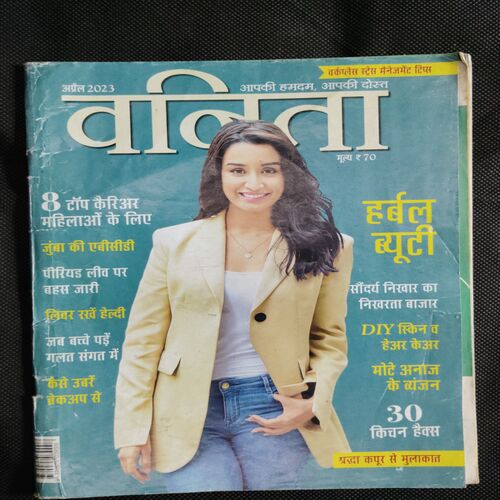 वर्कप्लेस स्ट्रेस मैनेजमेंट टिप्स
अप्रैल 2023
आपकी हमदम, आपकी दोस्त
वनिता
मूल्य ₹ 70
8 टॉप कैरिअर
महिलाओं के लिए
जुंबा की एबीसीडी
पीरियड लीव पर
बहस जारी
लिवर रखें हेल्दी
जब बच्चे पड़ें
गलत संगत में
कैसे उबरें
ब्रेकअप से
हर्बल
ब्यूटी
सौंदर्य निखार का
निखरता बाजार
DIY स्किन व
हेअर केअर
मोटे अनाज
के व्यंजन
30
किचन हैक्स
श्रद्धा कपूर से मुलाकात